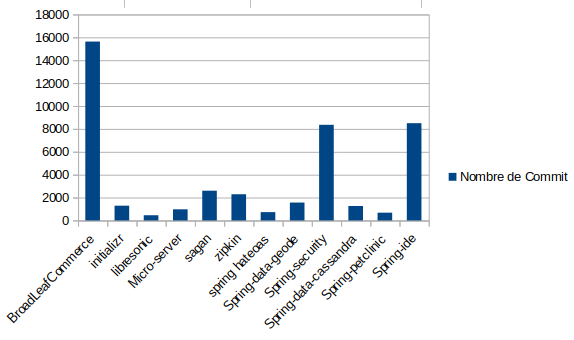 18000
16000
14000
12000
10000
8000
6000
4000
2000
0
BroadLeafCommerce
initializr
libresonic
Micro-server
sagan
zipkin
spring hateoas
Spring-data-geode
Spring-security
Spring-data-cassandra
Spring-petclinic
Spring-ide
Nombre de Commit